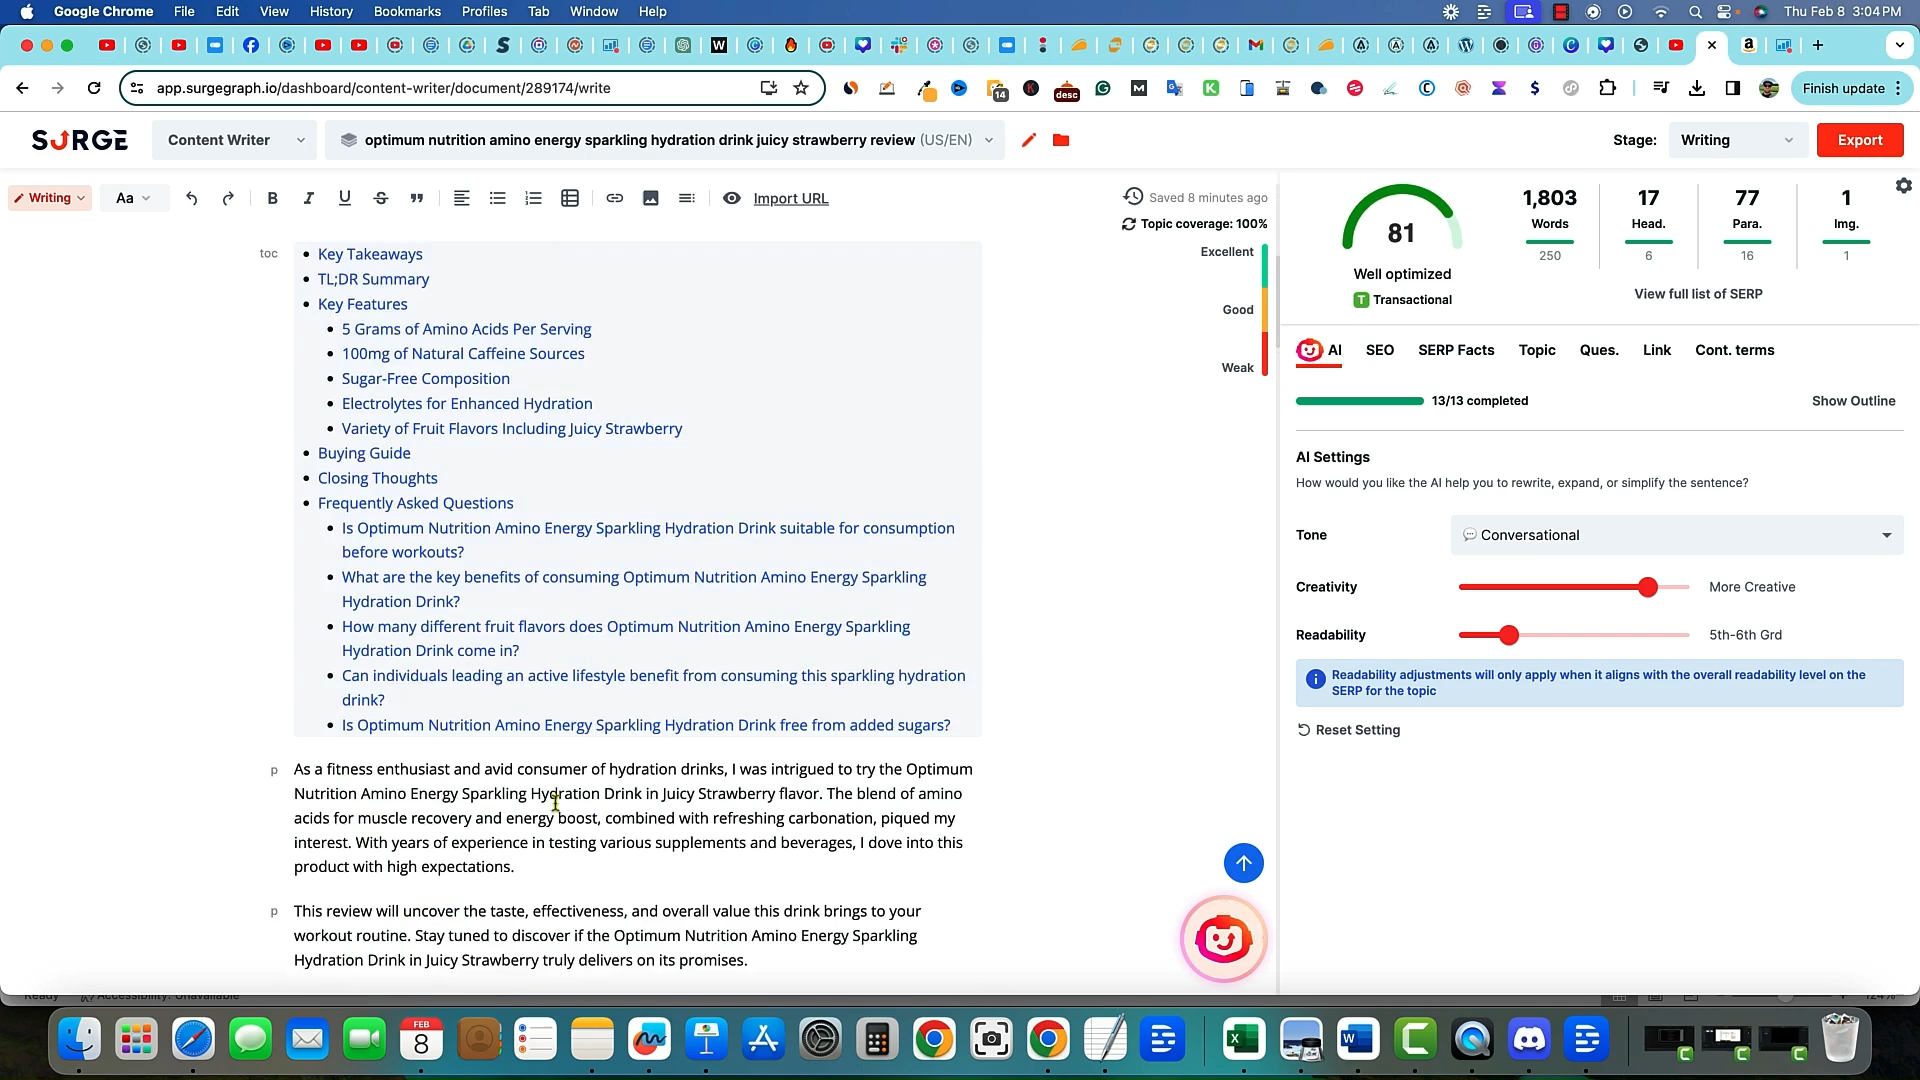 Google Chrome File Edit View History Bookmarks Profiles Tab Window Help Thu Feb 8 3:04 PM
app.surgegraph.io/dashboard/content-writer/document/289174/write
14
desc
Finish update
SURGE
Content Writer
optimum nutrition amino energy sparkling hydration drink juicy strawberry review (US/EN)
Stage:
Writing
Export
Writing
Aa
Import URL
Saved 8 minutes ago
Topic coverage: 100%
Excellent
Good
Weak
toc
Key Takeaways
TL;DR Summary
Key Features
5 Grams of Amino Acids Per Serving
100mg of Natural Caffeine Sources
Sugar-Free Composition
Electrolytes for Enhanced Hydration
Variety of Fruit Flavors Including Juicy Strawberry
Buying Guide
Closing Thoughts
Frequently Asked Questions
Is Optimum Nutrition Amino Energy Sparkling Hydration Drink suitable for consumption
before workouts?
What are the key benefits of consuming Optimum Nutrition Amino Energy Sparkling
Hydration Drink?
How many different fruit flavors does Optimum Nutrition Amino Energy Sparkling
Hydration Drink come in?
Can individuals leading an active lifestyle benefit from consuming this sparkling hydration
drink?
Is Optimum Nutrition Amino Energy Sparkling Hydration Drink free from added sugars?
p
As a fitness enthusiast and avid consumer of hydration drinks, I was intrigued to try the Optimum
Nutrition Amino Energy Sparkling Hydration Drink in Juicy Strawberry flavor. The blend of amino
acids for muscle recovery and energy boost, combined with refreshing carbonation, piqued my
interest. With years of experience in testing various supplements and beverages, I dove into this
product with high expectations.
p
This review will uncover the taste, effectiveness, and overall value this drink brings to your
workout routine. Stay tuned to discover if the Optimum Nutrition Amino Energy Sparkling
Hydration Drink in Juicy Strawberry truly delivers on its promises.
81
Well optimized
T Transactional
1,803 17 77 1
Words Head. Para. Img.
250 6 16 1
View full list of SERP
AI SEO SERP Facts Topic Ques. Link Cont. terms
13/13 completed
Show Outline
AI Settings
How would you like the AI help you to rewrite, expand, or simplify the sentence?
Tone
Conversational
Creativity
More Creative
Readability
5th-6th Grd
Readability adjustments will only apply when it aligns with the overall readability level on the
SERP for the topic
Reset Setting
Ready Accessibility: Unavailable
124%
FEB
8